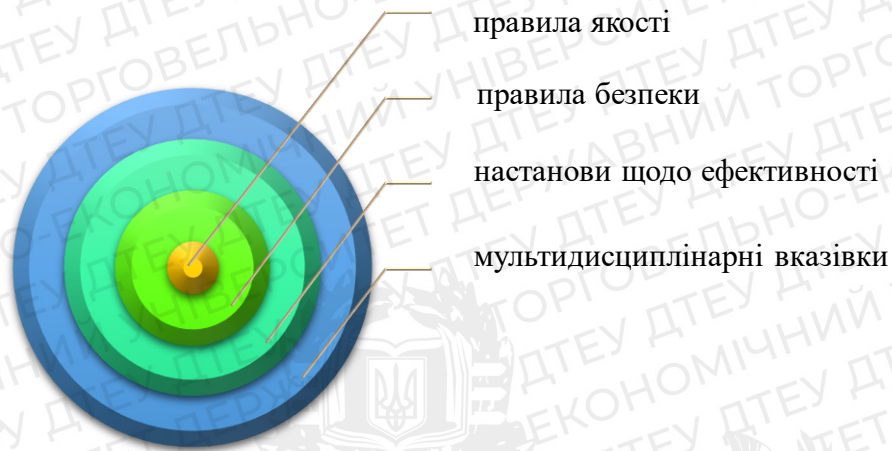 правила якості
правила безпеки
настанови щодо ефективності
мультидисциплінарні вказівки